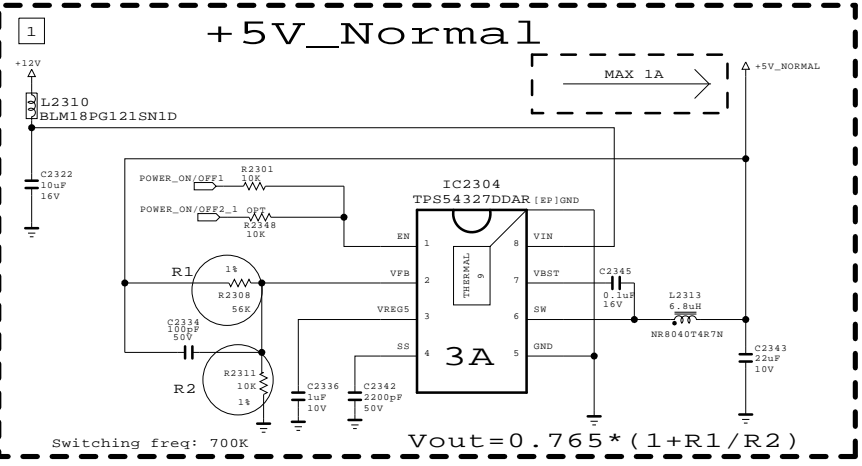 1
+5V_Normal
+12V
MAX 1A
+5V_NORMAL
L2310
BLM18PG121SN1D
C2322
10uF
16V
POWER_ON/OFF1
R2301
10K
POWER_ON/OFF2_1
OPT
R2348
10K
IC2304
TPS54327DDAR
[EP]GND
EN
1
8
VIN
R1
1%
R2308
56K
VFB
2
THERMAL
9
7
VBST
C2345
0.1uF
16V
VREG5
3
6
SW
L2313
6.8uH
NR8040T4R7N
C2334
100pF
50V
SS
4
3A
5
GND
C2343
22uF
10V
R2
R2311
10K
1%
C2336
1uF
10V
C2342
2200pF
50V
Switching freq: 700K
Vout=0.765*(1+R1/R2)